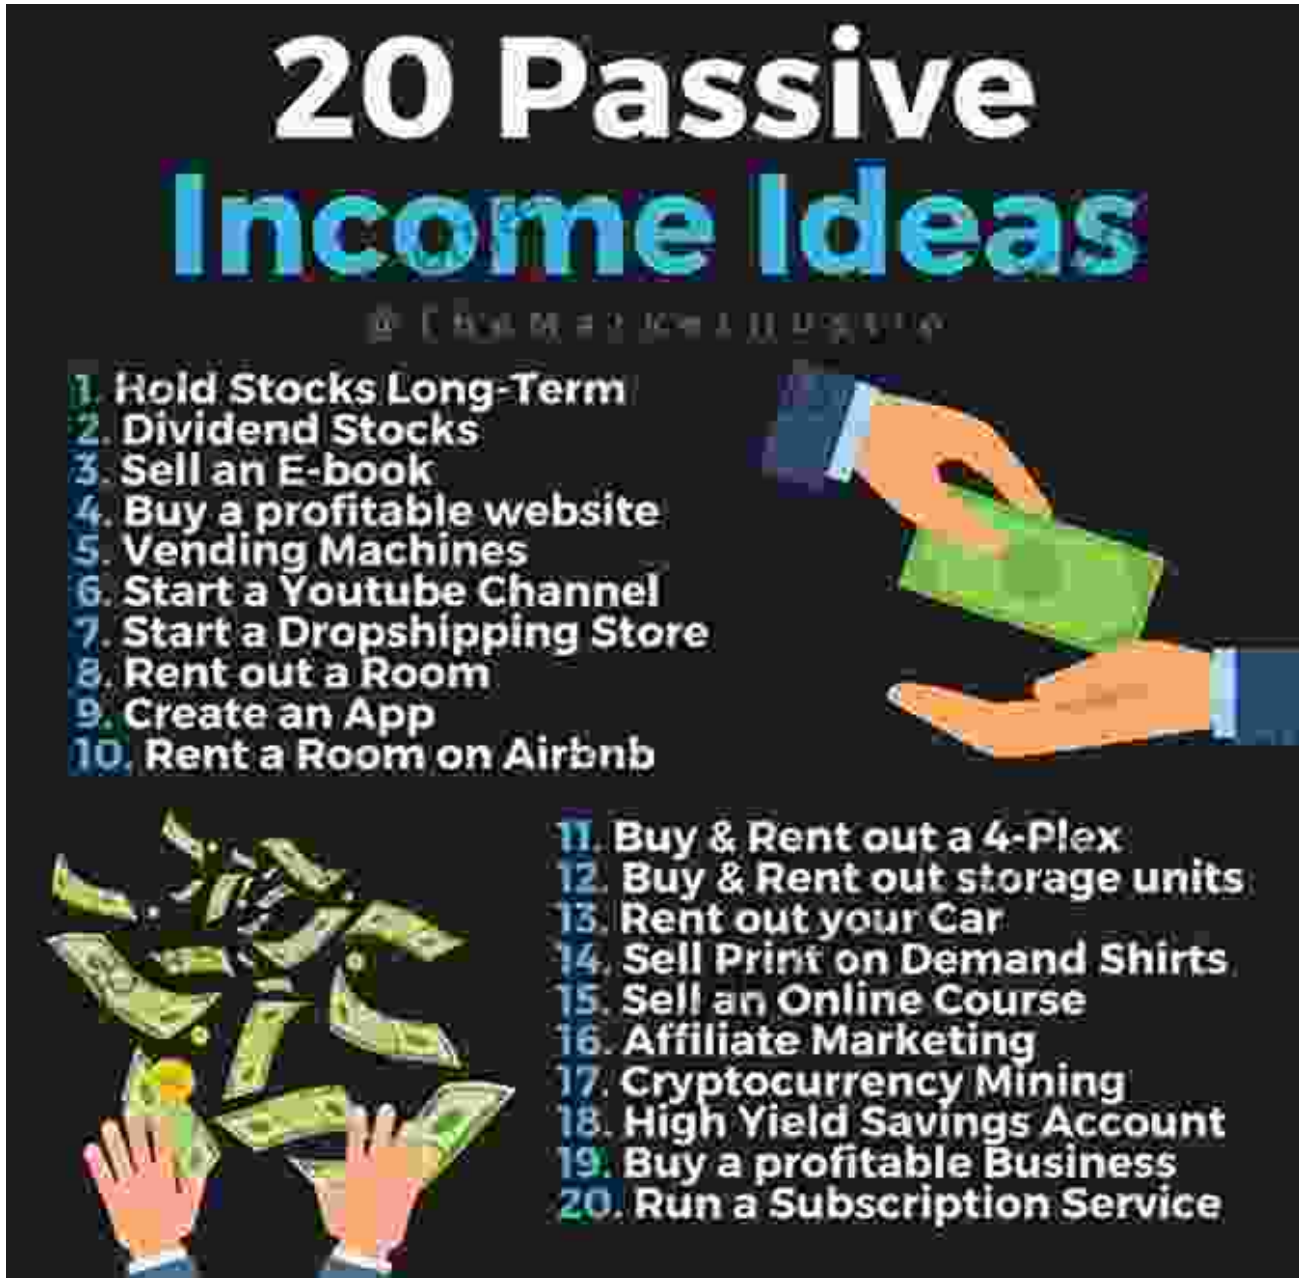 20 Passive
Income Ideas
1. Hold Stocks Long-Term
2. Dividend Stocks
3. Sell an E-book
4. Buy a profitable website
5. Vending Machines
6. Start a Youtube Channel
7. Start a Dropshipping Store
8. Rent out a Room
9. Create an App
10. Rent a Room on Airbnb
11. Buy & Rent out a 4-Plex
12. Buy & Rent out storage units
13. Rent out your Car
14. Sell Print on Demand Shirts
15. Sell an Online Course
16. Affiliate Marketing
17. Cryptocurrency Mining
18. High Yield Savings Account
19. Buy a profitable Business
20. Run a Subscription Service